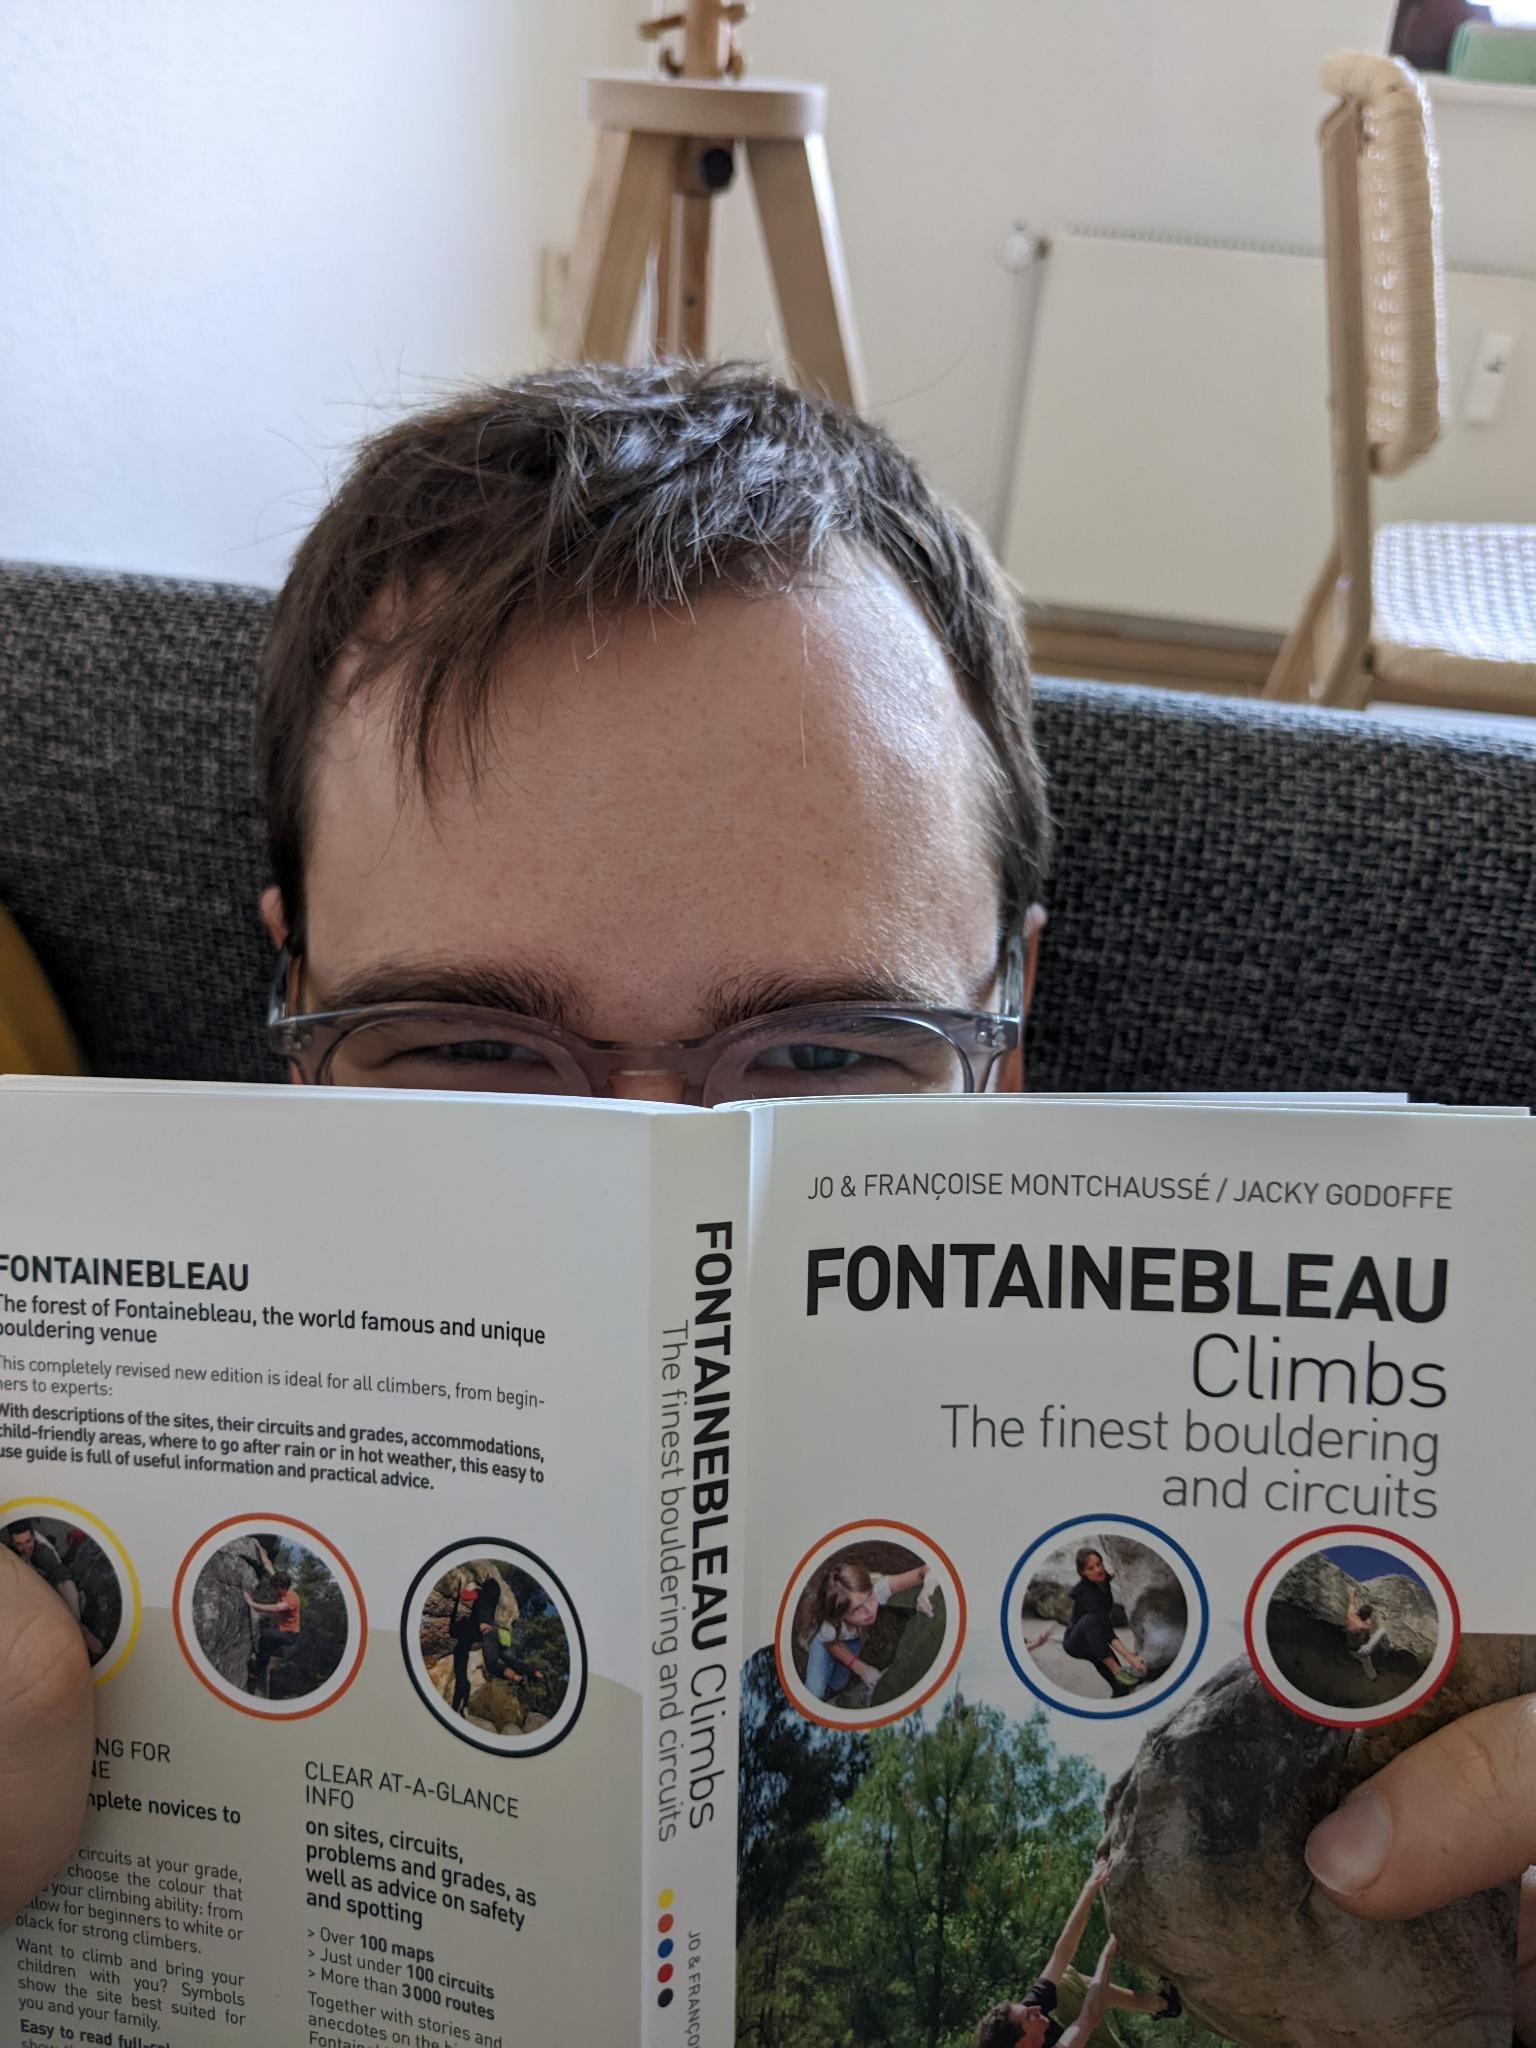 FONTAINEBLEAU
The forest of Fontainebleau, the world famous and unique
bouldering venue
This completely revised new edition is ideal for all climbers, from begin-
ners to experts:
With descriptions of the sites, their circuits and grades, accommodations,
child-friendly areas, where to go after rain or in hot weather, this easy to
use guide is full of useful information and practical advice.
NG FOR
NE
mplete novices to
circuits at your grade,
choose the colour that
your climbing ability: from
yellow for beginners to white or
black for strong climbers.
Want to climb and bring your
children with you? Symbols
show the site best suited for
you and your family.
Easy to read
CLEAR AT-A-GLANCE
INFO
on sites, circuits,
problems and grades, as
well as advice on safety
and spotting
> Over 100 maps
> Just under 100 circuits
> More than 3000 routes
Together with stories and
anecdotes on the
FONTAINEBLEAU Climbs
The finest bouldering and circuits
JO & FRANÇO
JO & FRANÇOISE MONTCHAUSSÉ / JACKY GODOFFE
FONTAINEBLEAU
Climbs
The finest bouldering
and circuits